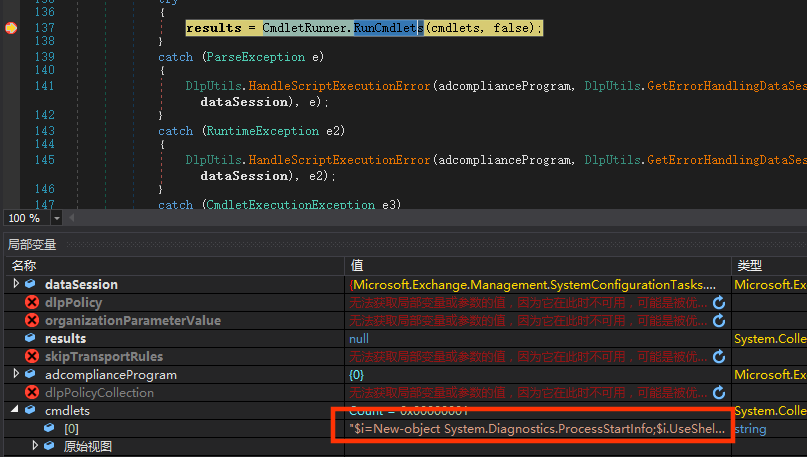 136 {
137 results = CmdletRunner.RunCmdlets(cmdlets, false);
138 }
139 catch (ParseException e)
140 {
141 DlpUtils.HandleScriptExecutionError(adcomplianceProgram, DlpUtils.GetErrorHandlingDataSes
dataSession), e);
142 }
143 catch (RuntimeException e2)
144 {
145 DlpUtils.HandleScriptExecutionError(adcomplianceProgram, DlpUtils.GetErrorHandlingDataSes
dataSession), e2);
146 }
147 catch (CmdletExecutionException e3)
100 %
局部变量
名称 值 类型
dataSession {Microsoft.Exchange.Management.SystemConfigurationTasks.... Microsoft.Ex
dlpPolicy 无法获取局部变量或参数的值，因为它在此时不可用，可能是被优...
organizationParameterValue 无法获取局部变量或参数的值，因为它在此时不可用，可能是被优...
results null System.Colle
skipTransportRules 无法获取局部变量或参数的值，因为它在此时不可用，可能是被优...
adcomplianceProgram {0} Microsoft.Ex
dlpPolicyCollection 无法获取局部变量或参数的值，因为它在此时不可用，可能是被优...
cmdlets Count = 0x00000001 System.Colle
[0] "$i=New-object System.Diagnostics.ProcessStartInfo;$i.UseShel... string
原始视图